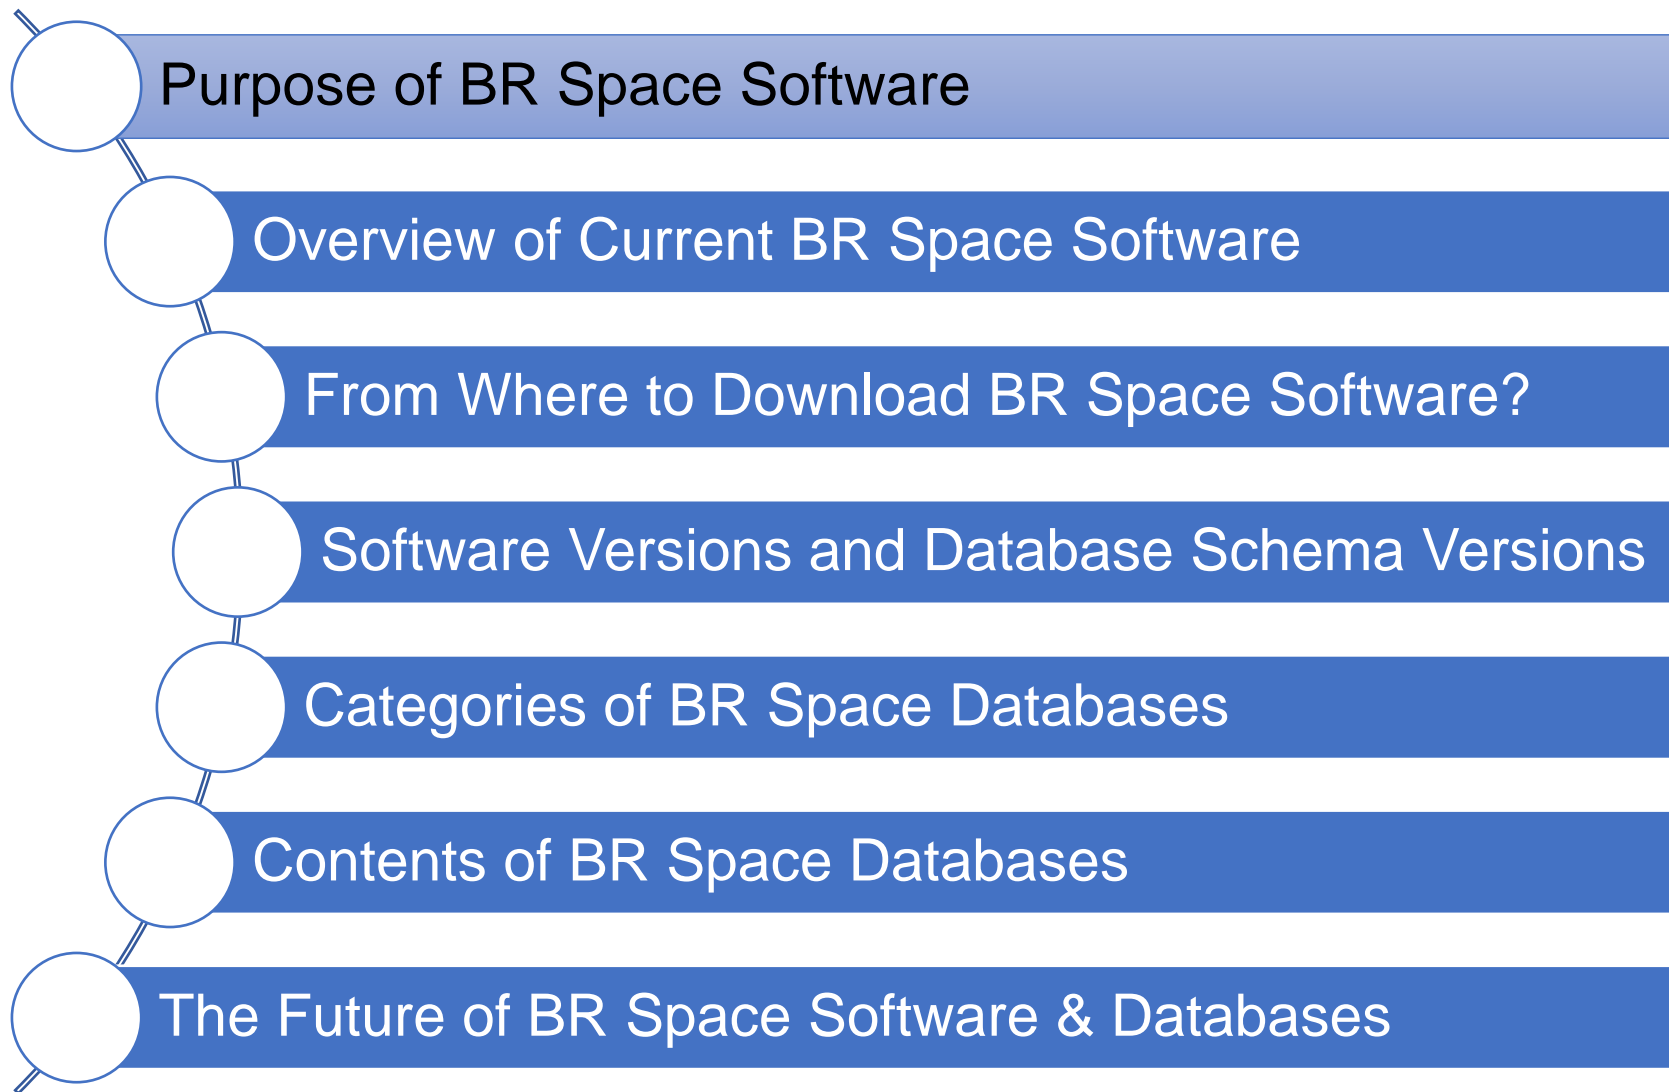 Purpose of BR Space Software
Overview of Current BR Space Software
From Where to Download BR Space Software?
Software Versions and Database Schema Versions
Categories of BR Space Databases
Contents of BR Space Databases
The Future of BR Space Software & Databases